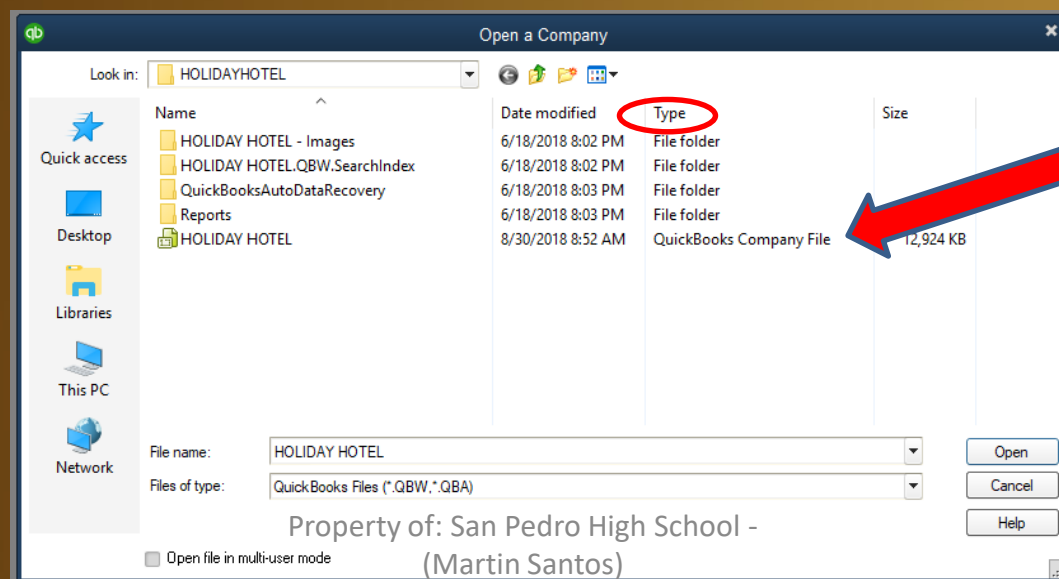 qb Open a Company
Look in: HOLIDAYHOTEL
Name Date modified Type Size
HOLIDAY HOTEL - Images 6/18/2018 8:02 PM File folder
HOLIDAY HOTEL.QBW.SearchIndex 6/18/2018 8:02 PM File folder
QuickBooksAutoDataRecovery 6/18/2018 8:03 PM File folder
Reports 6/18/2018 8:03 PM File folder
HOLIDAY HOTEL 8/30/2018 8:52 AM QuickBooks Company File 12,924 KB
Quick access
Desktop
Libraries
This PC
Network
File name: HOLIDAY HOTEL Open
Files of type: QuickBooks Files (*.QBW,*.QBA) Cancel
Help
Open file in multi-user mode
Property of: San Pedro High School -
(Martin Santos)